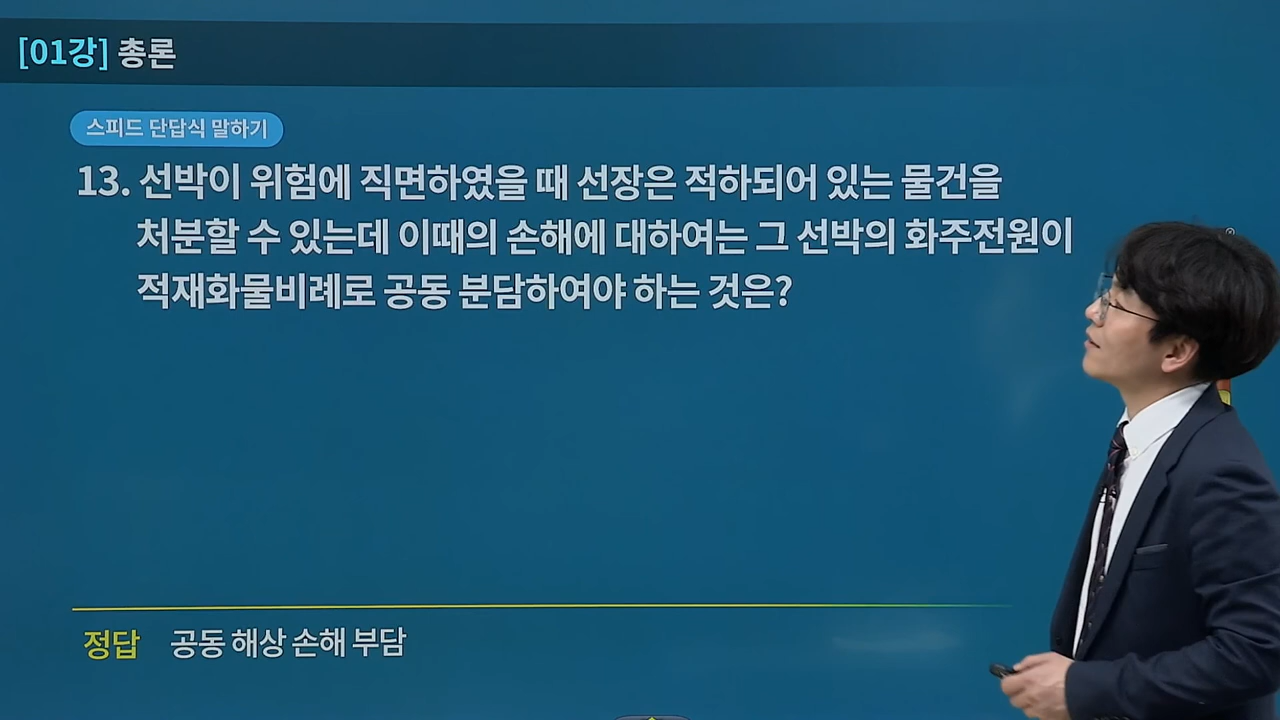 [01강] 총론
스피드 단답식 말하기
13. 선박이 위험에 직면하였을 때 선장은 적하되어 있는 물건을
처분할 수 있는데 이때의 손해에 대하여는 그 선박의 화주전원이
적재화물비례로 공동 분담하여야 하는 것은?
정답 공동 해상 손해 부담